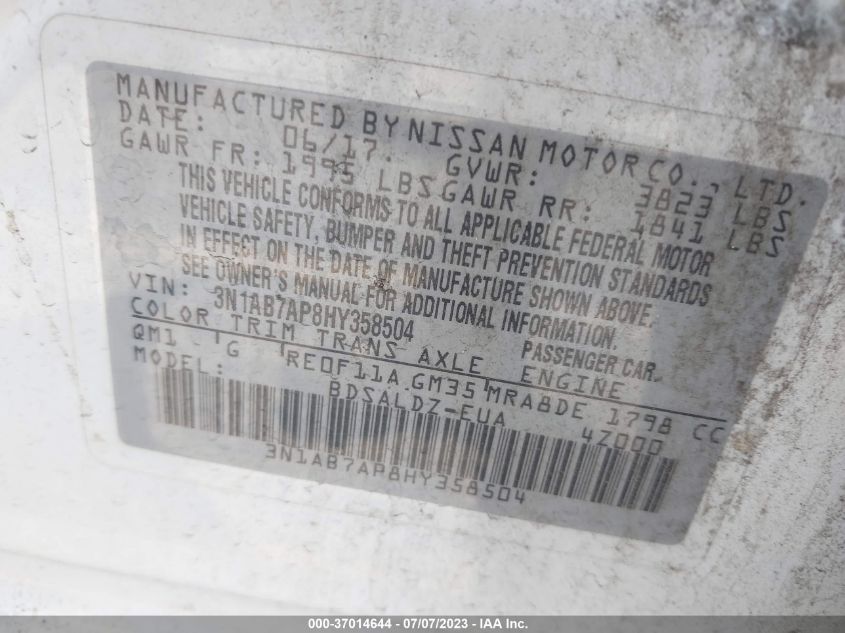 MANUFACTURED BY NISSAN MOTOR CO., LTD.
DATE: 06/17. GVWR: 3823 LBS
GAWR FR: 1995 LBS GAWR RR: 1841 LBS
THIS VEHICLE CONFORMS TO ALL APPLICABLE FEDERAL MOTOR
VEHICLE SAFETY, BUMPER AND THEFT PREVENTION STANDARDS
IN EFFECT ON THE DATE OF MANUFACTURE SHOWN ABOVE.
SEE OWNER'S MANUAL FOR ADDITIONAL INFORMATION.
VIN: 3N1AB7AP8HY358504 PASSENGER CAR
COLOR TRIM TRANS AXLE ENGINE
QM1 G RE0F11A GM35 MRA8DE 1798 CC
MODEL: BDSALDZ-EUA 4Z000
3N1AB7AP8HY358504
000-37014644 - 07/07/2023 - IAA Inc.